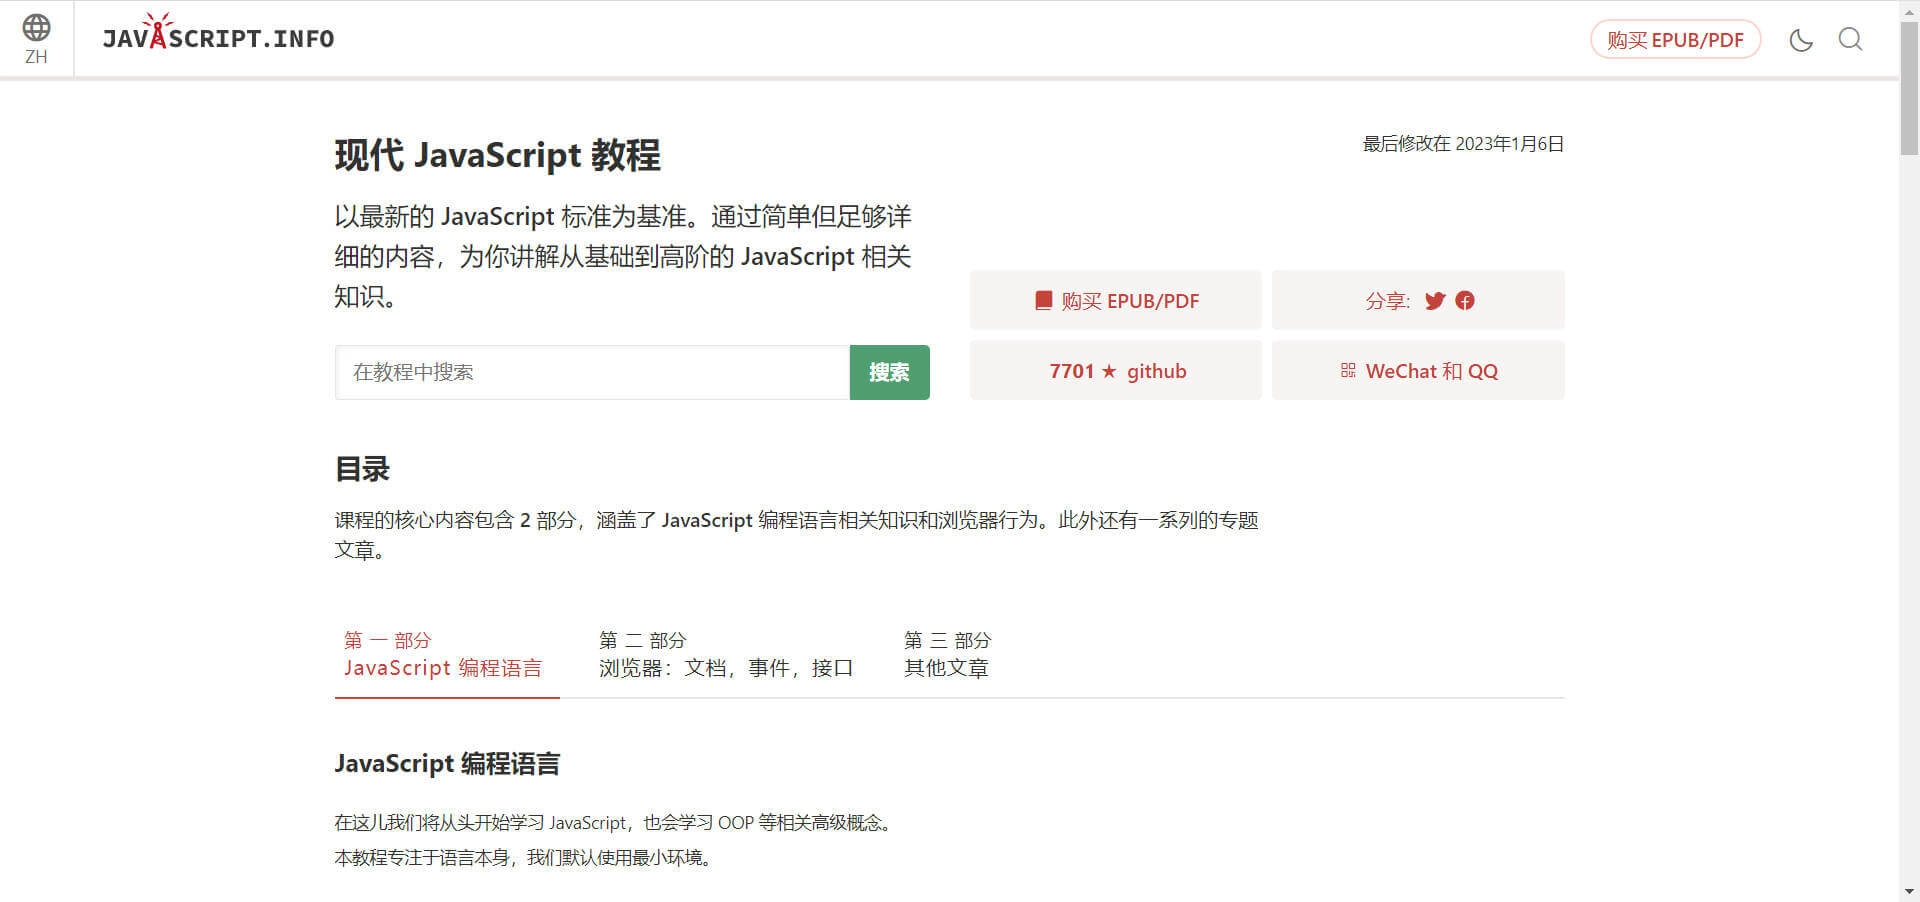 ZH
JAVASCRIPT.INFO
购买 EPUB/PDF
现代 JavaScript 教程
最后修改在 2023年1月6日
以最新的 JavaScript 标准为基准。通过简单但足够详
细的内容，为你讲解从基础到高阶的 JavaScript 相关
知识。
购买 EPUB/PDF
分享:
在教程中搜索
搜索
7701 ★ github
WeChat 和 QQ
目录
课程的核心内容包含 2 部分，涵盖了 JavaScript 编程语言相关知识和浏览器行为。此外还有一系列的专题
文章。
第 一 部分
JavaScript 编程语言
第 二 部分
浏览器：文档，事件，接口
第 三 部分
其他文章
JavaScript 编程语言
在这儿我们将从头开始学习 JavaScript，也会学习 OOP 等相关高级概念。
本教程专注于语言本身，我们默认使用最小环境。